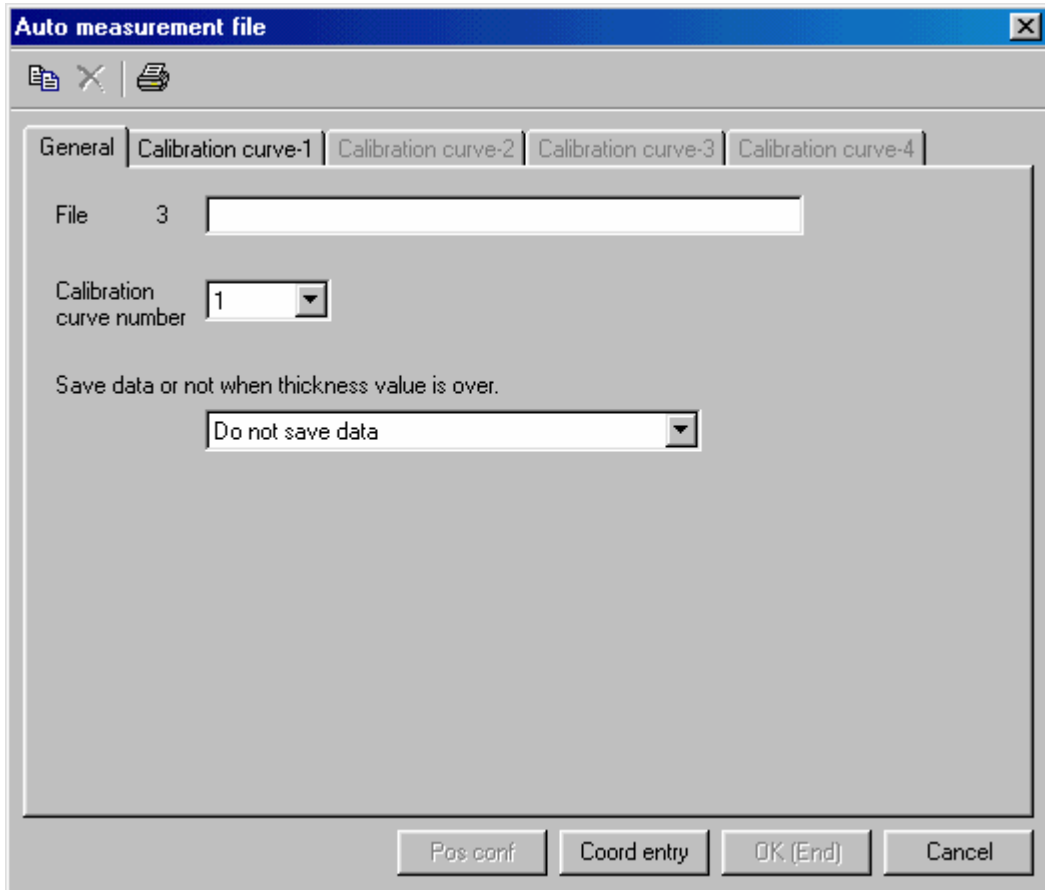 Auto measurement file
General Calibration curve-1 Calibration curve-2 Calibration curve-3 Calibration curve-4
File 3
Calibration
curve number 1
Save data or not when thickness value is over.
Do not save data
Pos conf Coord entry OK (End) Cancel